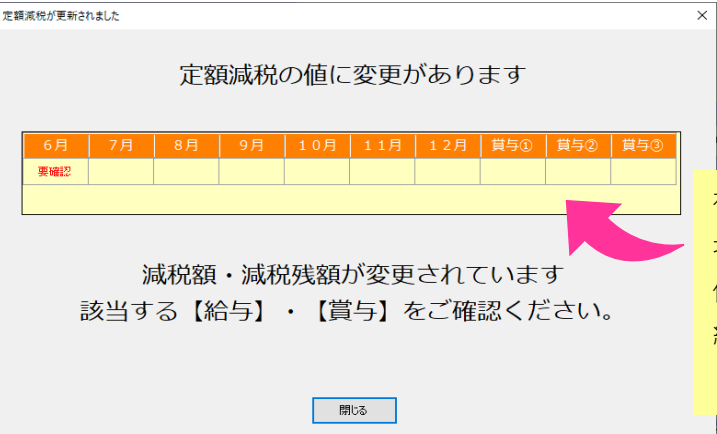 定額減税が更新されました
定額減税の値に変更があります
6月 7月 8月 9月 10月 11月 12月 賞与① 賞与② 賞与③
要確認
減税額・減税残額が変更されています
該当する【給与】・【賞与】をご確認ください。
閉じる